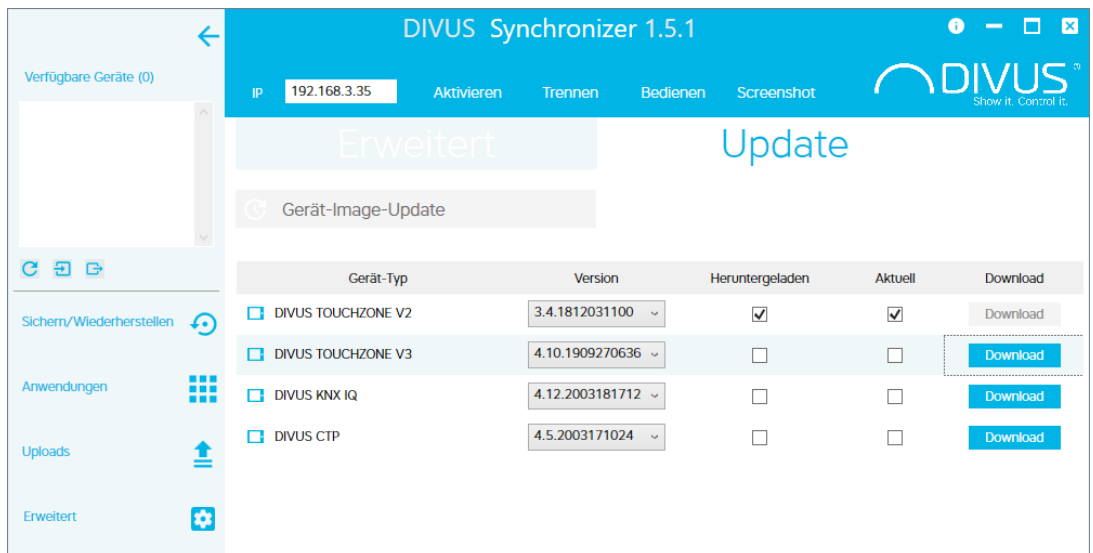 DIVUS Synchronizer 1.5.1
Verfügbare Geräte (0)
IP 192.168.3.35 Aktivieren Trennen Bedienen Screenshot
DIVUS®
Show it. Control it.
Erweitert Update
Gerät-Image-Update
Gerät-Typ Version Heruntergeladen Aktuell Download
DIVUS TOUCHZONE V2 3.4.1812031100 Download
DIVUS TOUCHZONE V3 4.10.1909270636 Download
DIVUS KNX IQ 4.12.2003181712 Download
DIVUS CTP 4.5.2003171024 Download
Sichern/Wiederherstellen
Anwendungen
Uploads
Erweitert